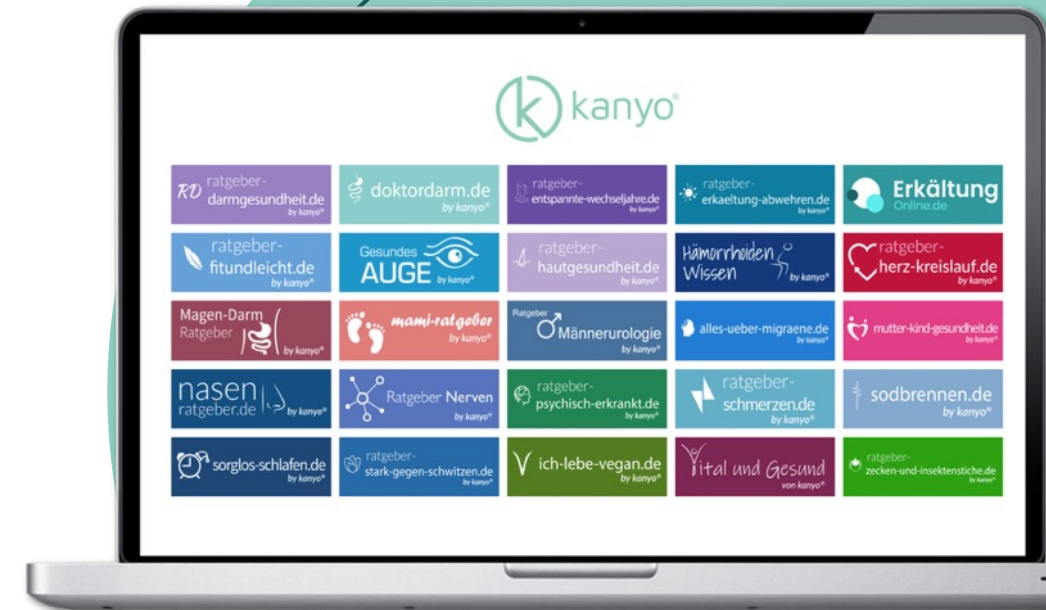 kanyo®
RD ratgeber-
darmgesundheit.de
by kanyo®
doktordarm.de
by kanyo®
ratgeber-
entspannte-wechseljahre.de
by kanyo®
ratgeber-
erkaeltung-abwehren.de
by kanyo®
Erkältung
Online.de
ratgeber-
fitundleicht.de
by kanyo®
Gesundes
AUGE by kanyo®
ratgeber-
hautgesundheit.de
by kanyo®
Hämorrhoiden
Wissen by kanyo®
ratgeber-
herz-kreislauf.de
by kanyo®
Magen-Darm
Ratgeber
by kanyo®
mami-ratgeber
by kanyo®
Ratgeber
Männerurologie
by kanyo®
alles-ueber-migraene.de
by kanyo®
mutter-kind-gesundheit.de
by kanyo®
nasen
ratgeber.de by kanyo®
Ratgeber Nerven
by kanyo®
ratgeber-
psychisch-erkrankt.de
by kanyo®
ratgeber-
schmerzen.de
by kanyo®
sodbrennen.de
by kanyo®
sorglos-schlafen.de
by kanyo®
ratgeber-
stark-gegen-schwitzen.de
by kanyo®
ich-lebe-vegan.de
by kanyo®
Vital und Gesund
von kanyo®
ratgeber-
zecken-und-insektenstiche.de
by kanyo®